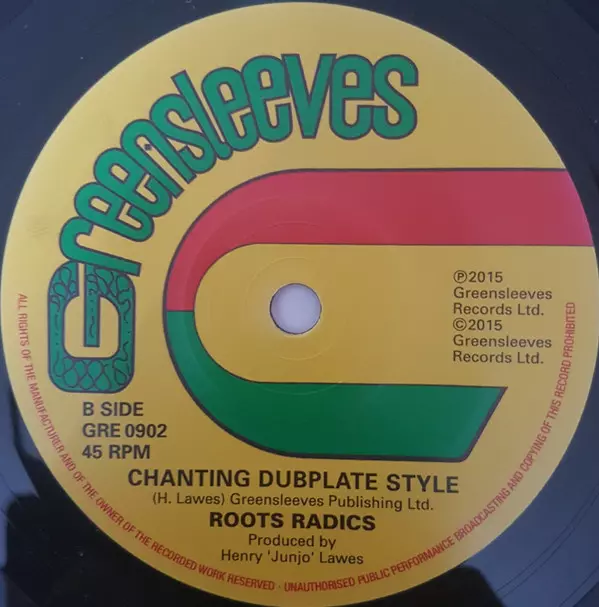 Greensleeves
℗2015
Greensleeves
Records Ltd.
©2015
Greensleeves
Records Ltd.
B SIDE
GRE 0902
45 RPM
CHANTING DUBPLATE STYLE
(H. Lawes) Greensleeves Publishing Ltd.
ROOTS RADICS
Produced by
Henry 'Junjo' Lawes
ALL RIGHTS OF THE MANUFACTURER AND OF THE OWNER OF THE RECORDED WORK RESERVED · UNAUTHORISED PUBLIC PERFORMANCE BROADCASTING AND COPYING OF THIS RECORD PROHIBITED